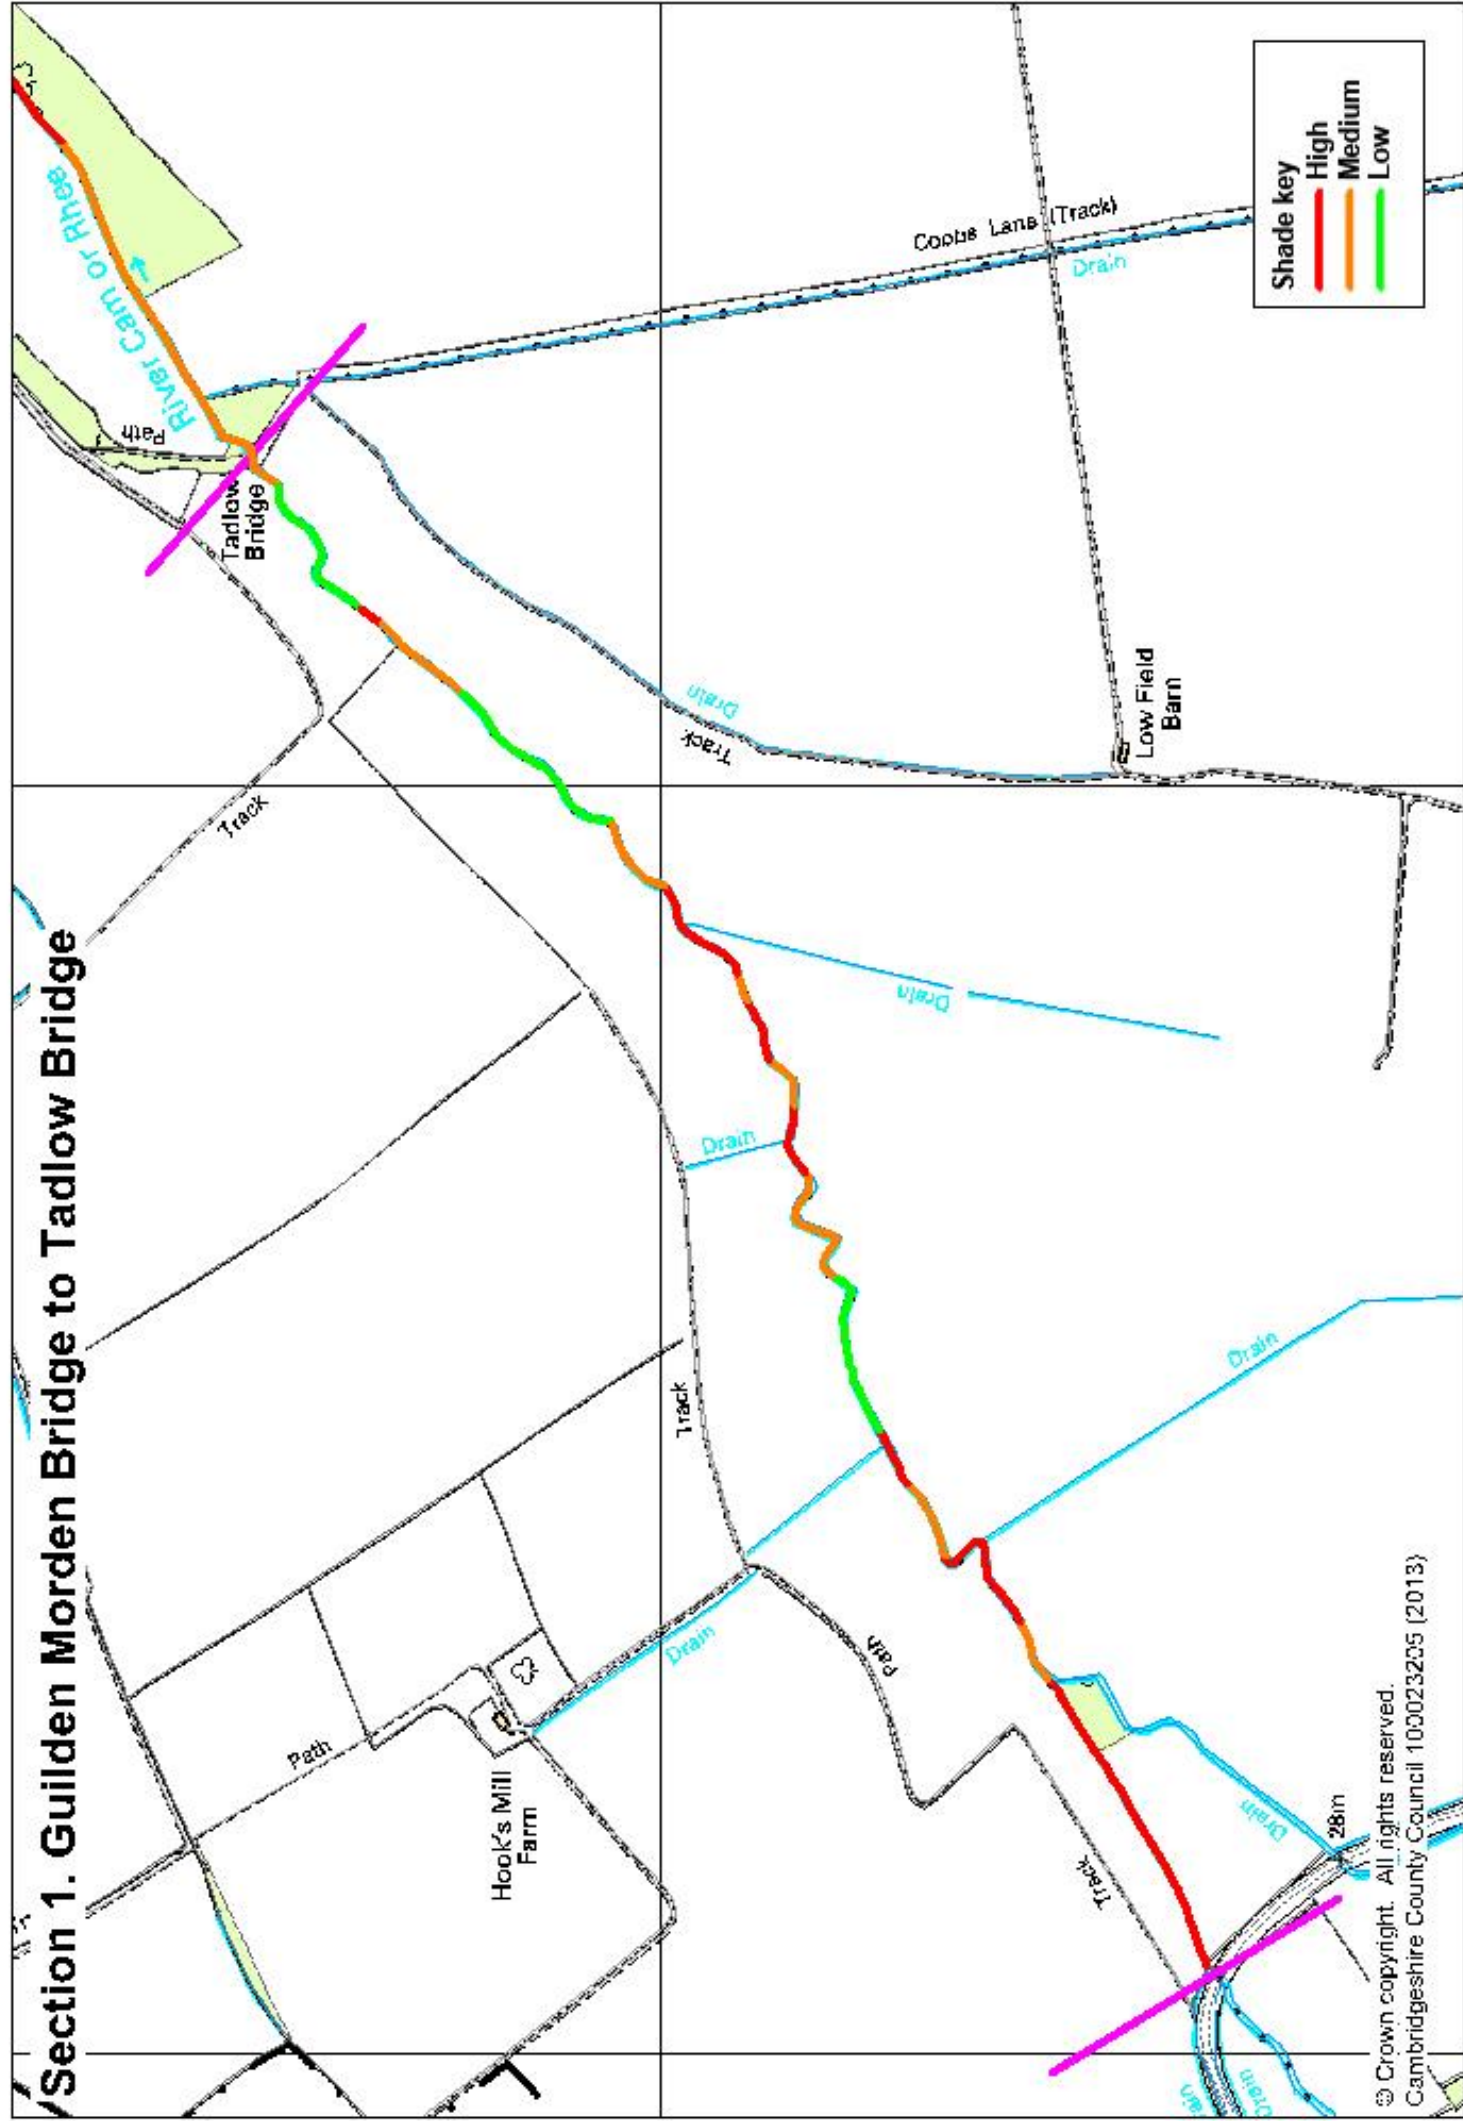 Section 1. Guilden Morden Bridge to Tadlow Bridge
River Cam or Rhee
Path
Tadlow
Bridge
Track
Coobs Lane (Track)
Drain
Drain
Track
Low Field
Barn
Drain
Drain
Track
Path
Hook's Mill
Farm
Drain
Path
Drain
Track
Drain
28m
Drain
Drain
Shade key
High
Medium
Low
© Crown copyright. All rights reserved.
Cambridgeshire County Council 100023205 (2013)